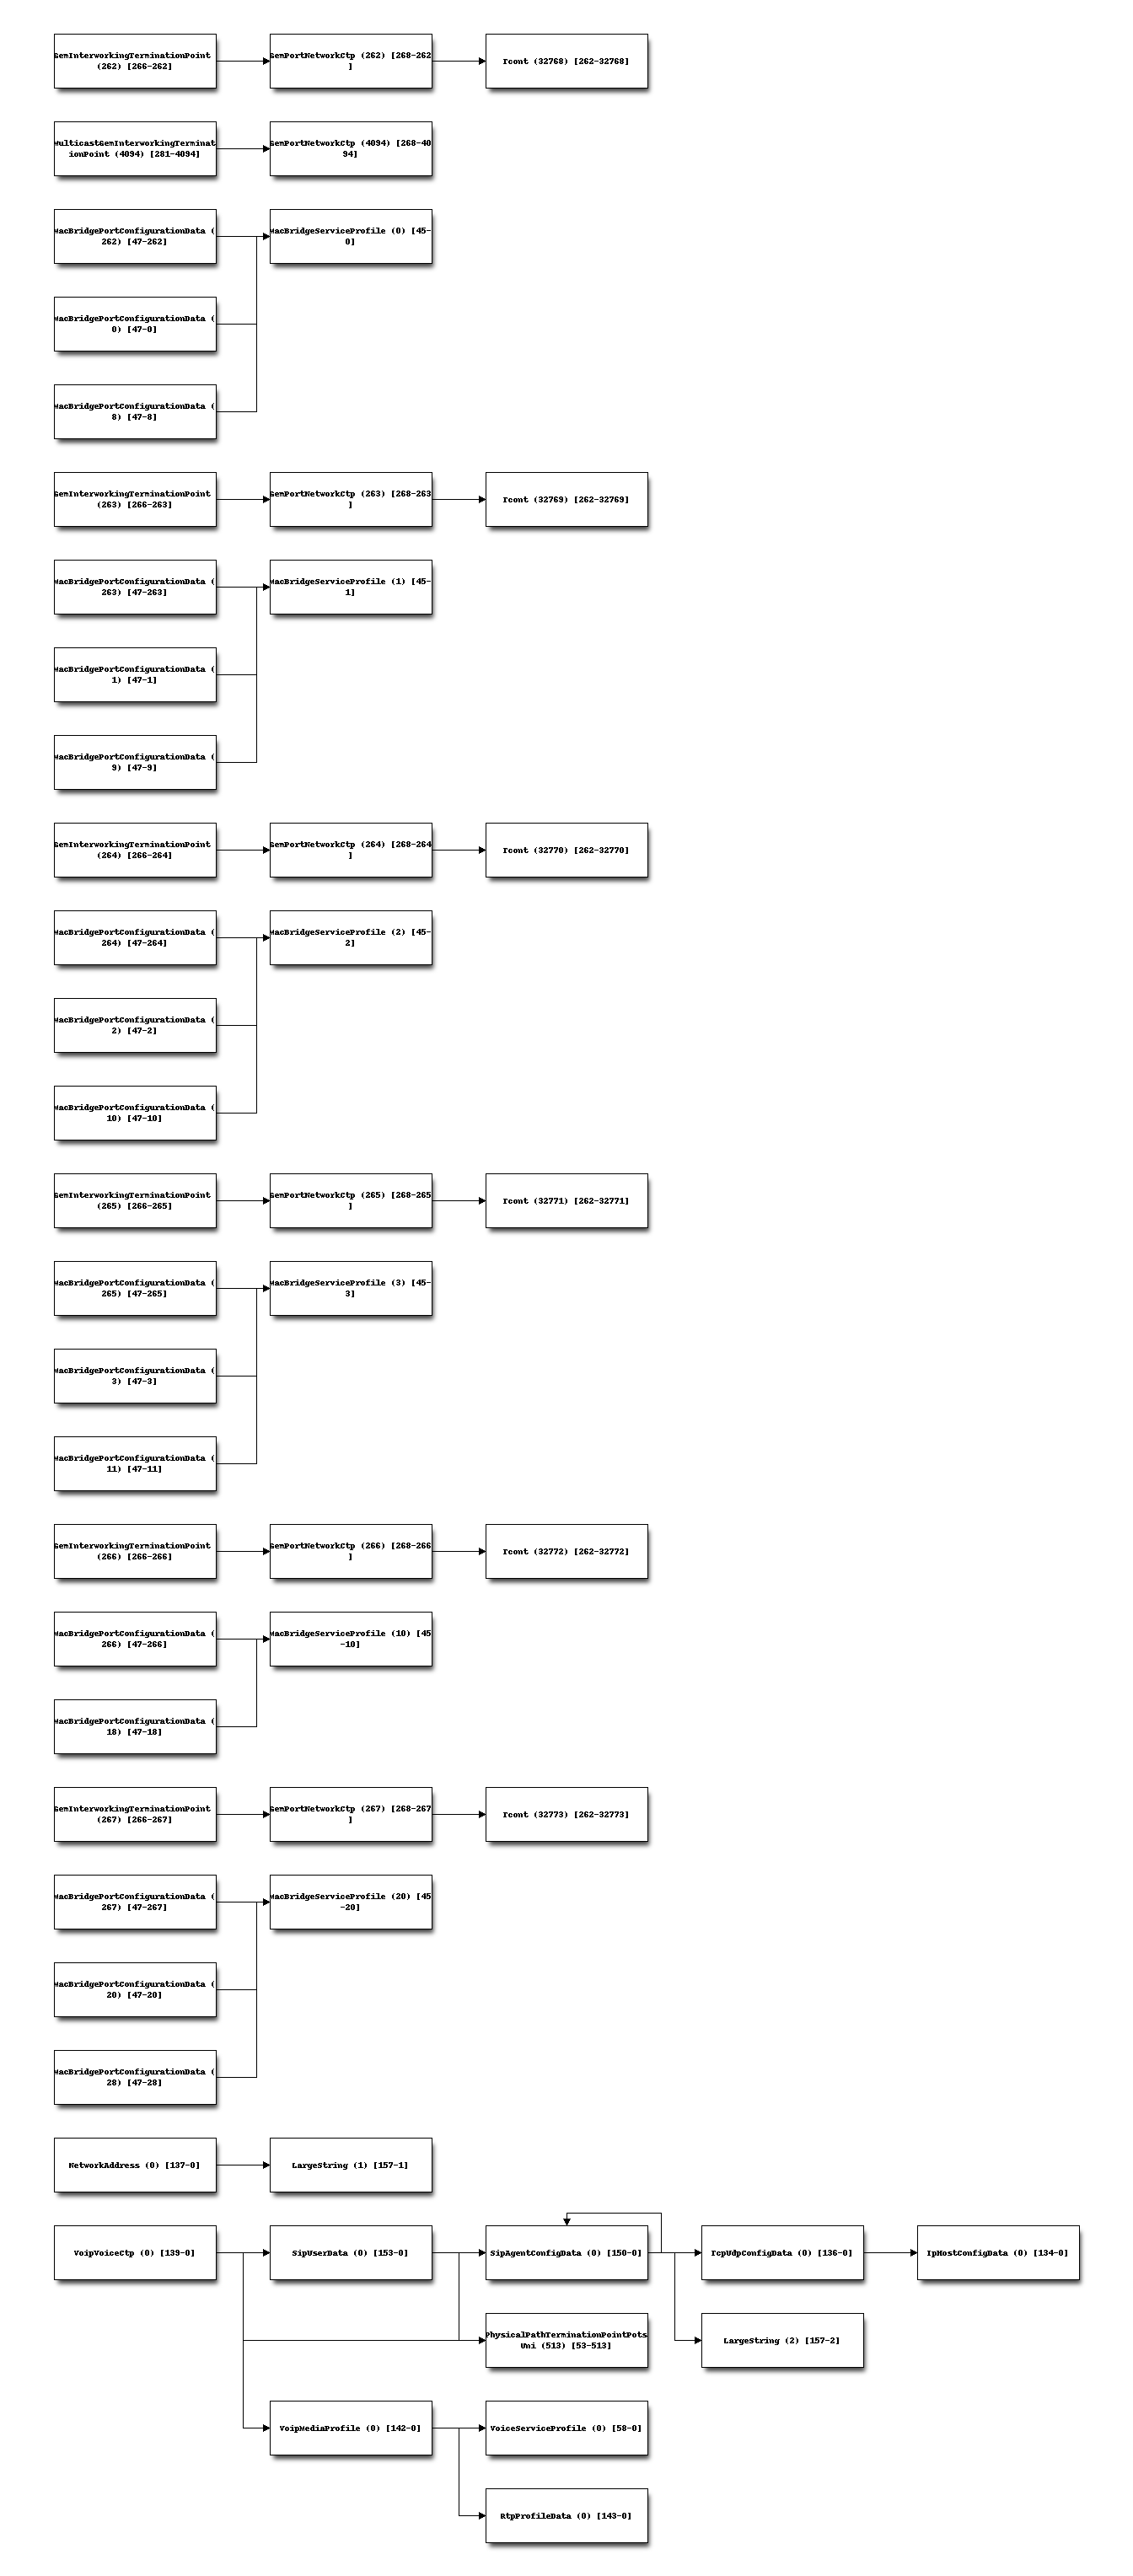 GemInterworkingTerminationPoint
(262) [266-262]
GemPortNetworkCtp (262) [268-262
]
Tcont (32768) [262-32768]
MulticastGemInterworkingTerminat
ionPoint (4094) [281-4094]
GemPortNetworkCtp (4094) [268-40
94]
MacBridgePortConfigurationData (
262) [47-262]
MacBridgeServiceProfile (0) [45-
0]
MacBridgePortConfigurationData (
0) [47-0]
MacBridgePortConfigurationData (
8) [47-8]
GemInterworkingTerminationPoint
(263) [266-263]
GemPortNetworkCtp (263) [268-263
]
Tcont (32769) [262-32769]
MacBridgePortConfigurationData (
263) [47-263]
MacBridgeServiceProfile (1) [45-
1]
MacBridgePortConfigurationData (
1) [47-1]
MacBridgePortConfigurationData (
9) [47-9]
GemInterworkingTerminationPoint
(264) [266-264]
GemPortNetworkCtp (264) [268-264
]
Tcont (32770) [262-32770]
MacBridgePortConfigurationData (
264) [47-264]
MacBridgeServiceProfile (2) [45-
2]
MacBridgePortConfigurationData (
2) [47-2]
MacBridgePortConfigurationData (
10) [47-10]
GemInterworkingTerminationPoint
(265) [266-265]
GemPortNetworkCtp (265) [268-265
]
Tcont (32771) [262-32771]
MacBridgePortConfigurationData (
265) [47-265]
MacBridgeServiceProfile (3) [45-
3]
MacBridgePortConfigurationData (
3) [47-3]
MacBridgePortConfigurationData (
11) [47-11]
GemInterworkingTerminationPoint
(266) [266-266]
GemPortNetworkCtp (266) [268-266
]
Tcont (32772) [262-32772]
MacBridgePortConfigurationData (
266) [47-266]
MacBridgeServiceProfile (10) [45
-10]
MacBridgePortConfigurationData (
18) [47-18]
GemInterworkingTerminationPoint
(267) [266-267]
GemPortNetworkCtp (267) [268-267
]
Tcont (32773) [262-32773]
MacBridgePortConfigurationData (
267) [47-267]
MacBridgeServiceProfile (20) [45
-20]
MacBridgePortConfigurationData (
20) [47-20]
MacBridgePortConfigurationData (
28) [47-28]
NetworkAddress (0) [137-0]
LargeString (1) [157-1]
VoipVoiceCtp (0) [139-0]
SipUserData (0) [153-0]
SipAgentConfigData (0) [150-0]
TcpUdpConfigData (0) [136-0]
IpHostConfigData (0) [134-0]
PhysicalPathTerminationPointPots
Uni (513) [53-513]
LargeString (2) [157-2]
VoipMediaProfile (0) [142-0]
VoiceServiceProfile (0) [58-0]
RtpProfileData (0) [143-0]